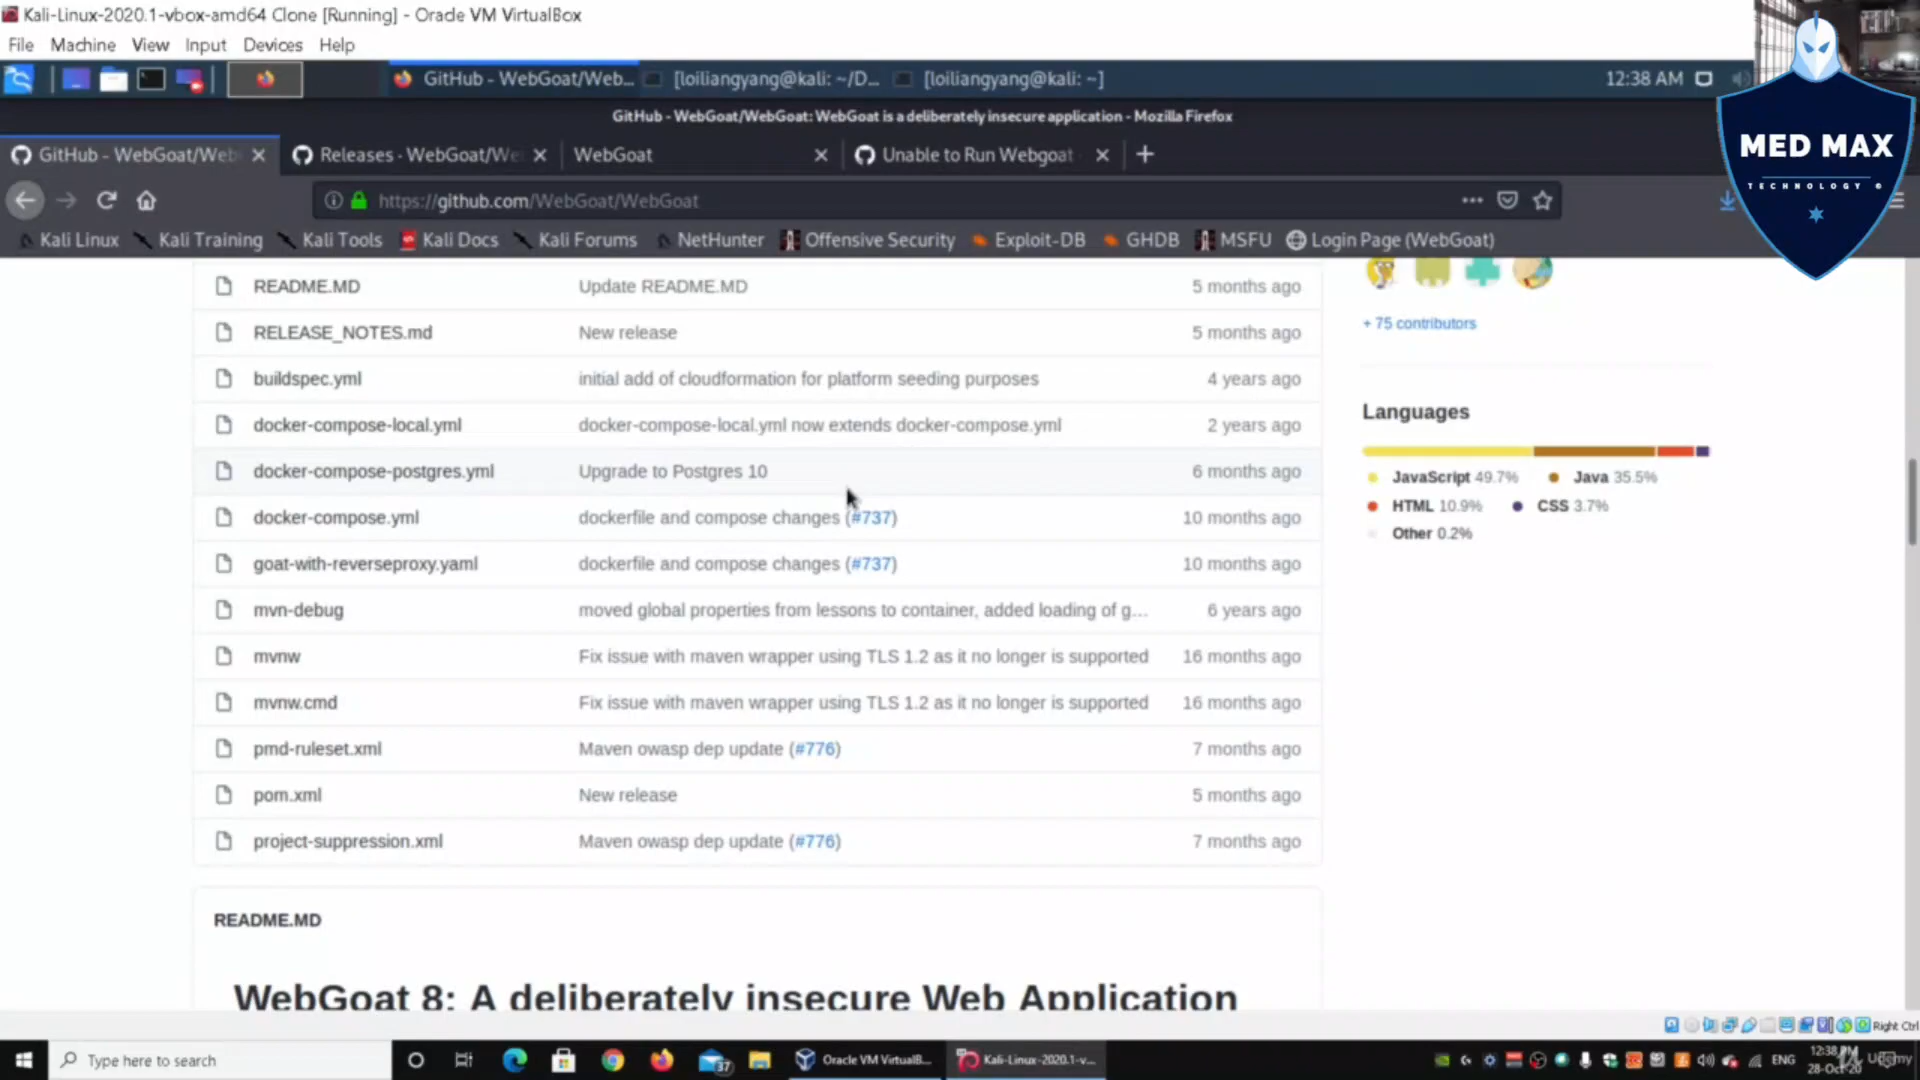 Kali-Linux-2020.1-vbox-amd64 Clone [Running] - Oracle VM VirtualBox
File Machine View Input Devices Help
GitHub - WebGoat/Web... [loiliangyang@kali: ~/D... [loiliangyang@kali: ~] 12:38 AM
GitHub - WebGoat/WebGoat: WebGoat is a deliberately insecure application - Mozilla Firefox
GitHub - WebGoat/Web Releases - WebGoat/We WebGoat Unable to Run Webgoat
https://github.com/WebGoat/WebGoat
Kali Linux Kali Training Kali Tools Kali Docs Kali Forums NetHunter Offensive Security Exploit-DB GHDB MSFU Login Page (WebGoat)
MED MAX
TECHNOLOGY
README.MD Update README.MD 5 months ago
RELEASE_NOTES.md New release 5 months ago
buildspec.yml initial add of cloudformation for platform seeding purposes 4 years ago
docker-compose-local.yml docker-compose-local.yml now extends docker-compose.yml 2 years ago
docker-compose-postgres.yml Upgrade to Postgres 10 6 months ago
docker-compose.yml dockerfile and compose changes (#737) 10 months ago
goat-with-reverseproxy.yaml dockerfile and compose changes (#737) 10 months ago
mvn-debug moved global properties from lessons to container, added loading of g... 6 years ago
mvnw Fix issue with maven wrapper using TLS 1.2 as it no longer is supported 16 months ago
mvnw.cmd Fix issue with maven wrapper using TLS 1.2 as it no longer is supported 16 months ago
pmd-ruleset.xml Maven owasp dep update (#776) 7 months ago
pom.xml New release 5 months ago
project-suppression.xml Maven owasp dep update (#776) 7 months ago
+ 75 contributors
Languages
JavaScript 49.7% Java 35.5%
HTML 10.9% CSS 3.7%
Other 0.2%
README.MD
WebGoat 8: A deliberately insecure Web Application
Right Ctrl
Type here to search
37
Oracle VM VirtualB...
Kali-Linux-2020.1-v...
ENG
12:38 PM
28-Oct-20